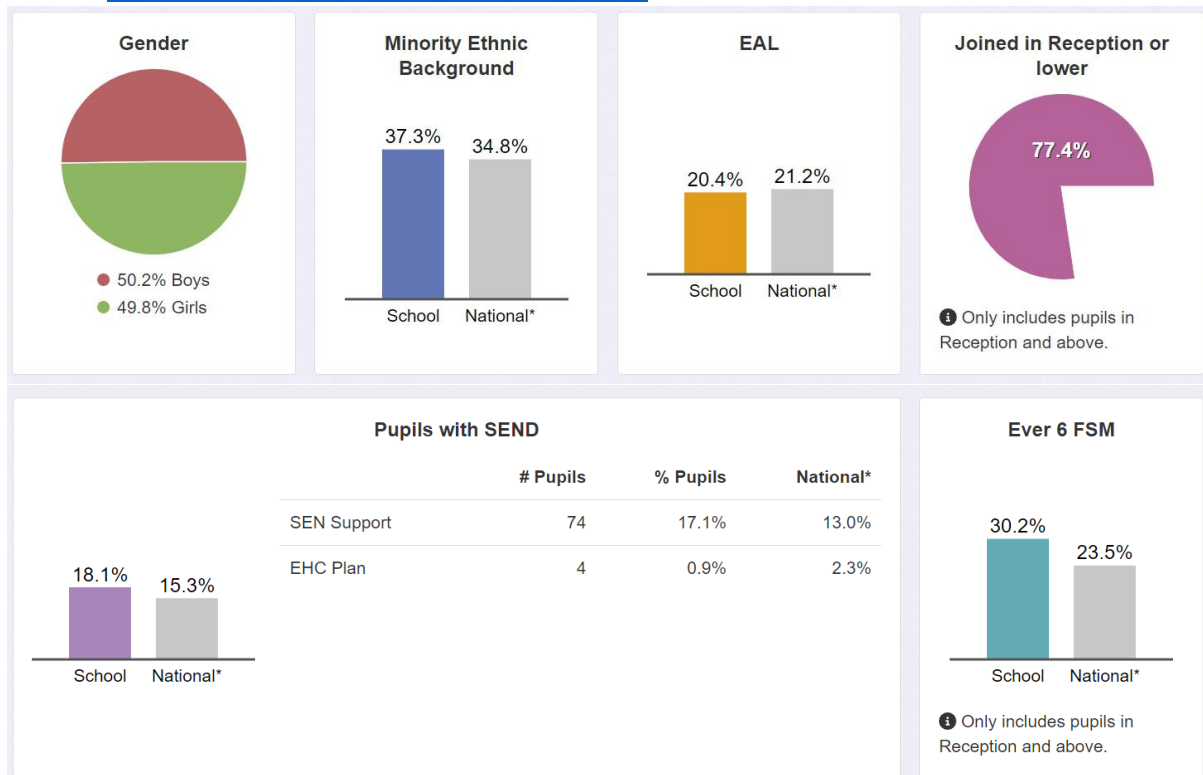 Gender
50.2% Boys
49.8% Girls
Minority Ethnic
Background
37.3%
34.8%
School
National*
EAL
20.4%
21.2%
School
National*
Joined in Reception or
lower
77.4%
Only includes pupils in
Reception and above.
Pupils with SEND
18.1%
15.3%
School
National*
# Pupils % Pupils National*
SEN Support 74 17.1% 13.0%
EHC Plan 4 0.9% 2.3%
Ever 6 FSM
30.2%
23.5%
School
National*
Only includes pupils in
Reception and above.